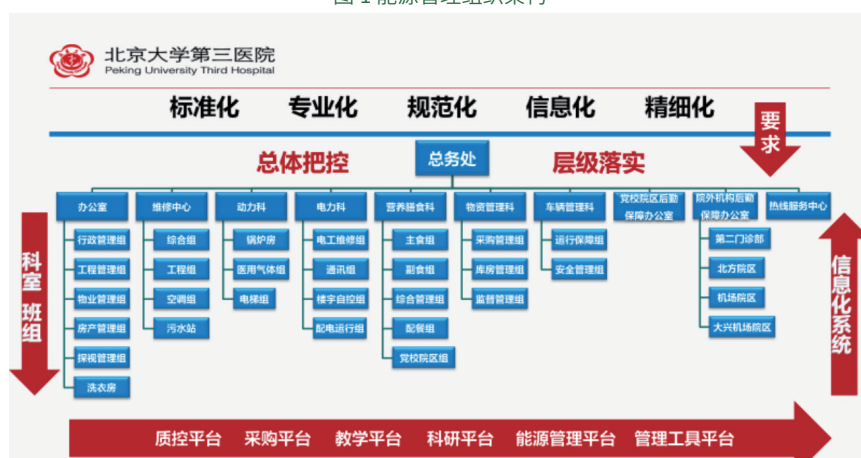 图 1 能源管理组织架构
北京大学第三医院
Peking University Third Hospital
标准化 专业化 规范化 信息化 精细化
要求
总体把控 总务处 层级落实
办公室 维修中心 动力科 电力科 营养膳食科 物资管理科 车辆管理科 党校院区后勤保障办公室 院外机构后勤保障办公室 热线服务中心
行政管理组 综合组 锅炉房 电工维修组 主食组 采购管理组 运行保障组 第二门诊部
工程管理组 工程组 医用气体组 通讯组 副食组 库房管理组 安全管理组 北方院区
物业管理组 空调组 电梯组 楼宇自控组 综合管理组 监督管理组 机场院区
房产管理组 污水站 配电运行组 配餐组 大兴机场院区
探视管理组 党校院区组
洗衣房
科室 班组
信息化系统
质控平台 采购平台 教学平台 科研平台 能源管理平台 管理工具平台